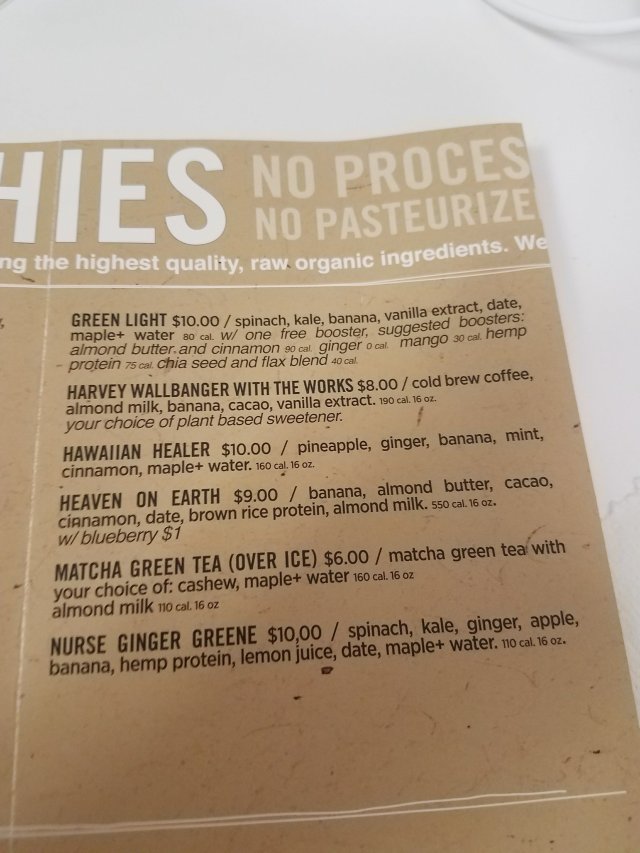 HIES
NO PROCES
NO PASTEURIZE
ng the highest quality, raw organic ingredients. We
GREEN LIGHT $10.00 / spinach, kale, banana, vanilla extract, date,
maple+ water 80 cal. w/ one free booster, suggested boosters:
almond butter and cinnamon 90 cal. ginger 0 cal. mango 30 cal. hemp
protein 75 cal. chia seed and flax blend 40 cal.
HARVEY WALLBANGER WITH THE WORKS $8.00 / cold brew coffee,
almond milk, banana, cacao, vanilla extract. 190 cal. 16 oz.
your choice of plant based sweetener.
HAWAIIAN HEALER $10.00 / pineapple, ginger, banana, mint,
cinnamon, maple+ water. 160 cal. 16 oz.
HEAVEN ON EARTH $9.00 / banana, almond butter, cacao,
cinnamon, date, brown rice protein, almond milk. 550 cal. 16 oz.
w/ blueberry $1
MATCHA GREEN TEA (OVER ICE) $6.00 / matcha green tea with
your choice of: cashew, maple+ water 160 cal. 16 oz
almond milk 110 cal. 16 oz
NURSE GINGER GREENE $10,00 / spinach, kale, ginger, apple,
banana, hemp protein, lemon juice, date, maple+ water. 110 cal. 16 oz.